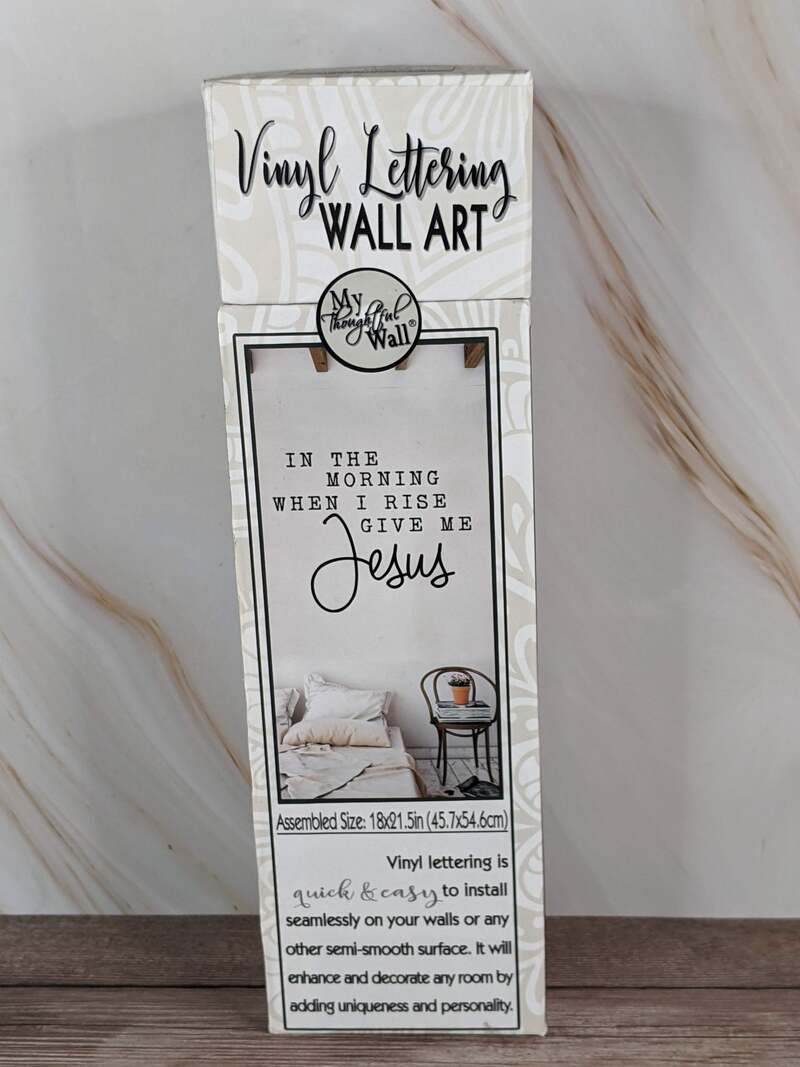 Vinyl Lettering
WALL ART
My
Thoughtful
Wall®
IN THE
MORNING
WHEN I RISE
GIVE ME
Jesus
Assembled Size: 18x21.5in (45.7x54.6cm)
Vinyl lettering is
quick & easy to install
seamlessly on your walls or any
other semi-smooth surface. It will
enhance and decorate any room by
adding uniqueness and personality.